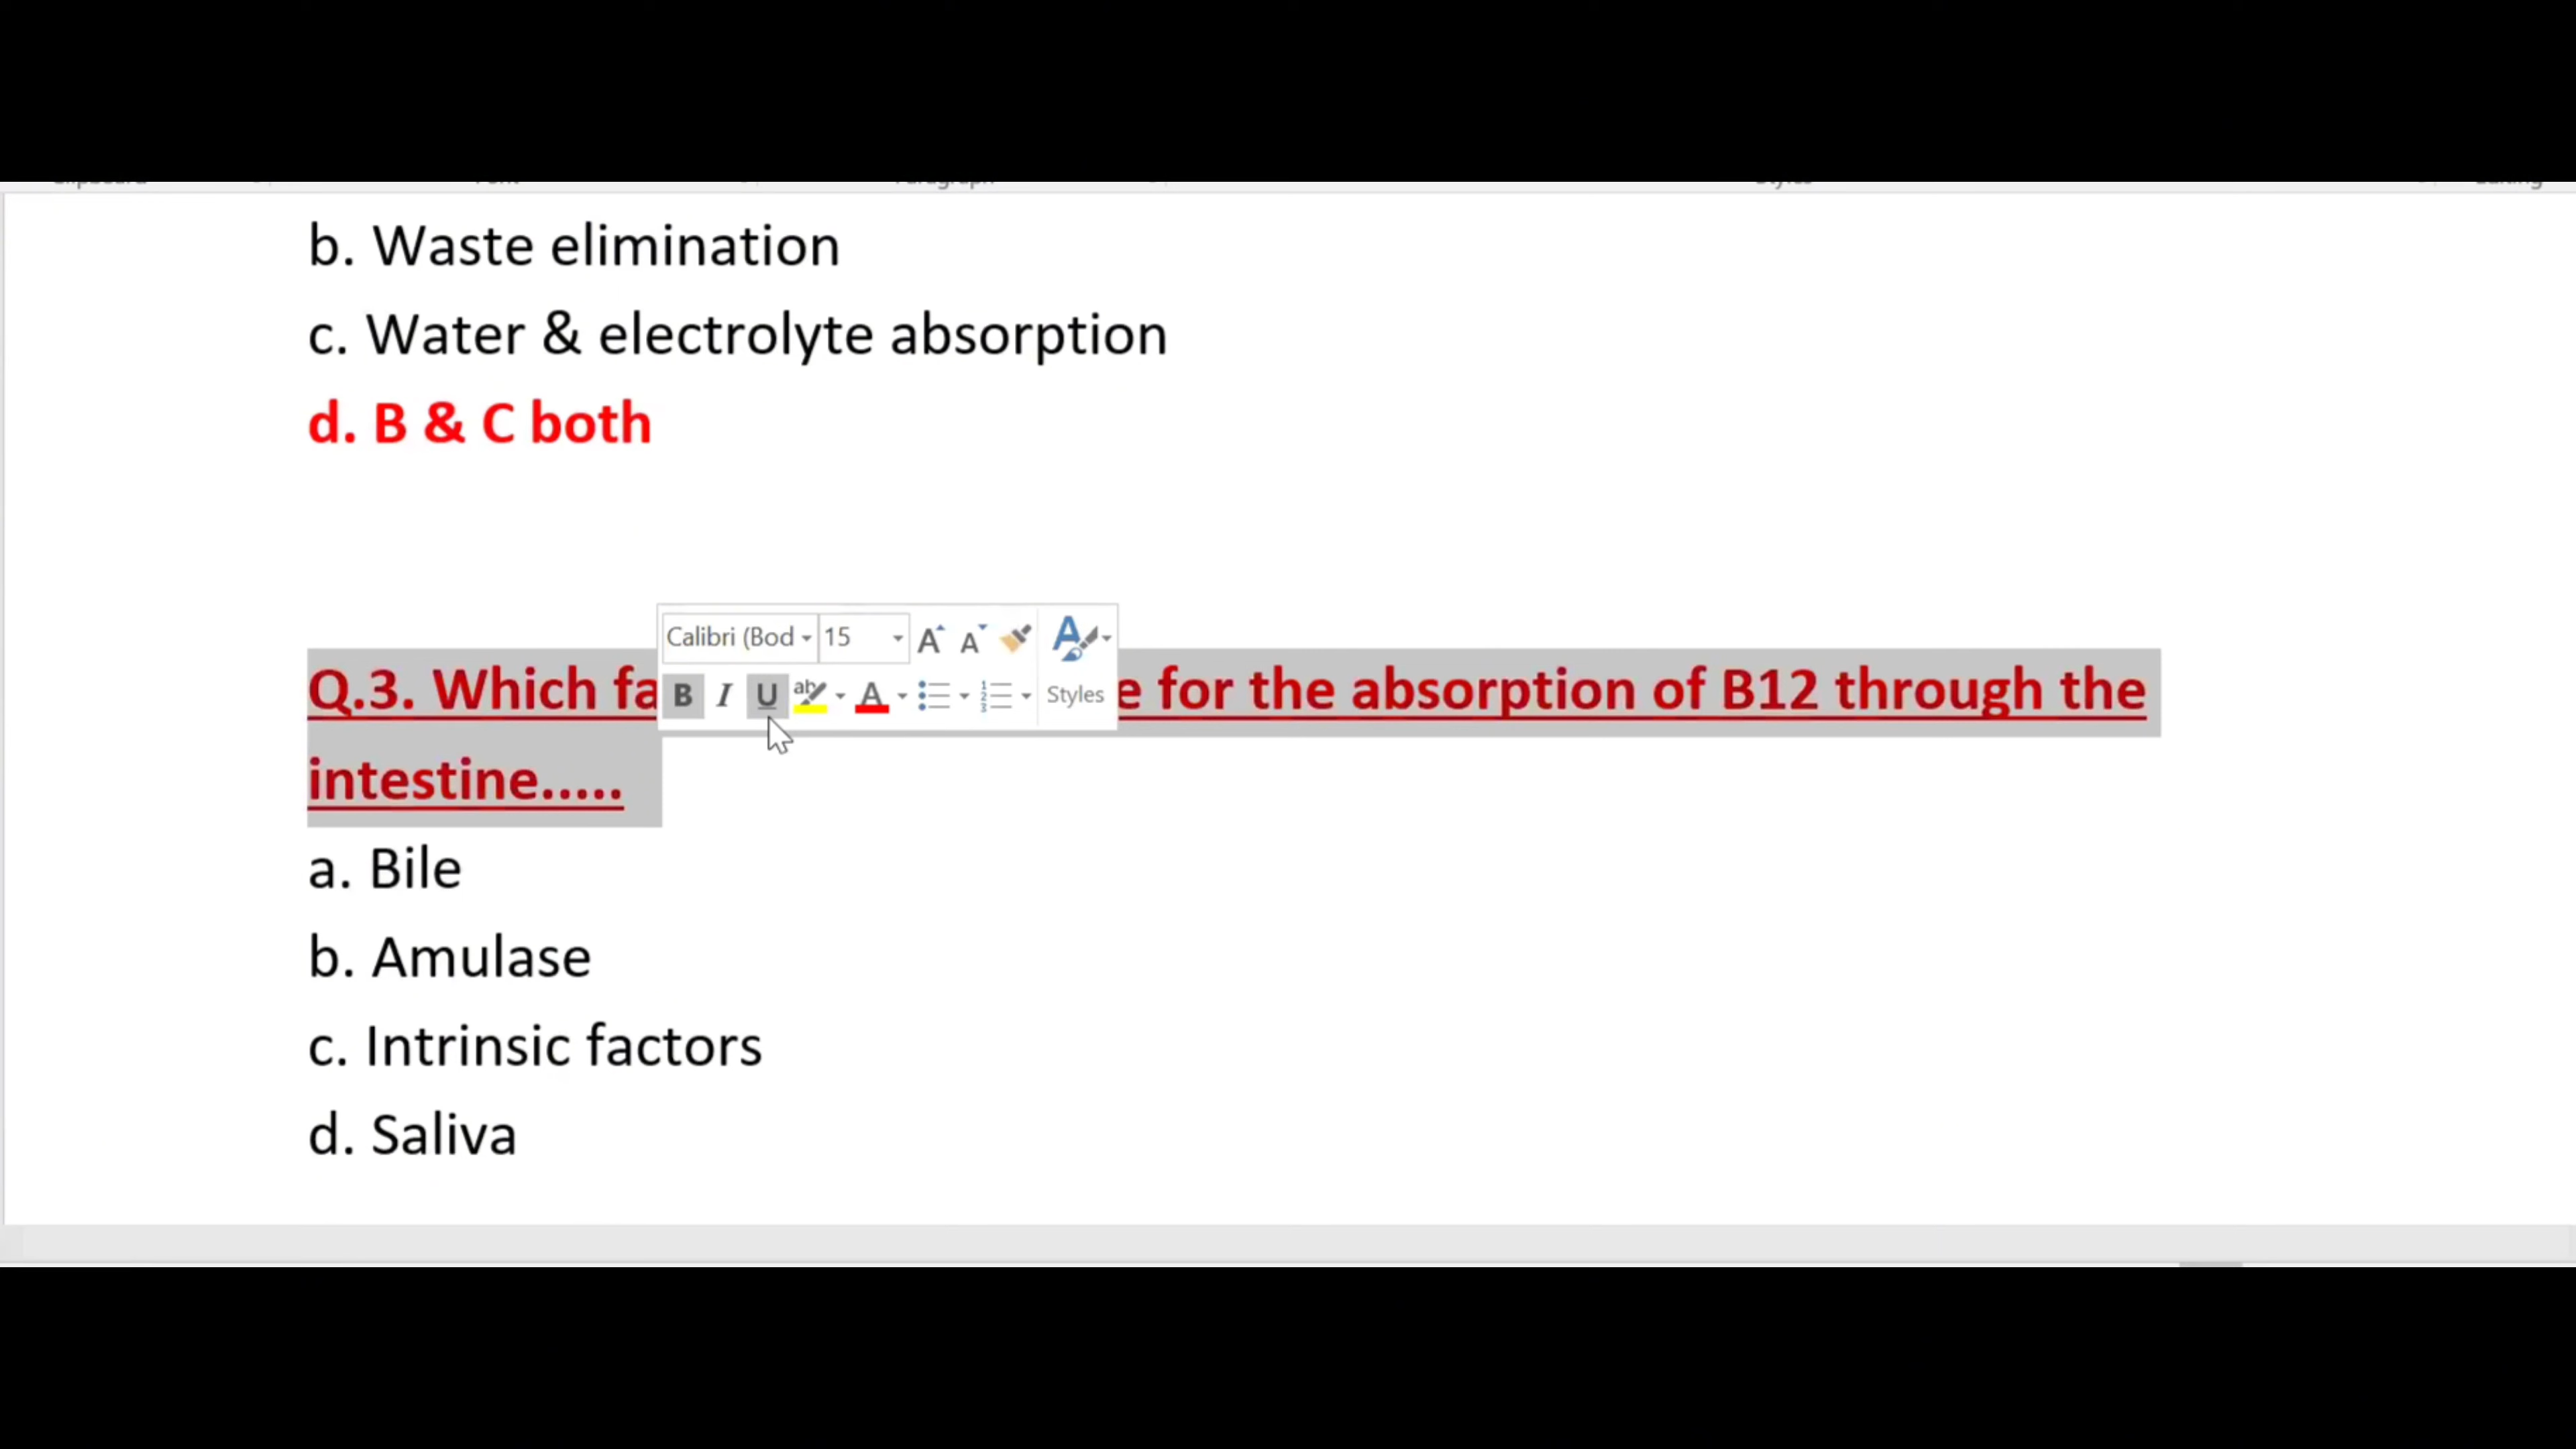 b. Waste elimination
c. Water & electrolyte absorption
d. B & C both
Calibri (Bod 15
Q.3. Which fa
e for the absorption of B12 through the
Styles
intestine.....
a. Bile
b. Amulase
c. Intrinsic factors
d. Saliva